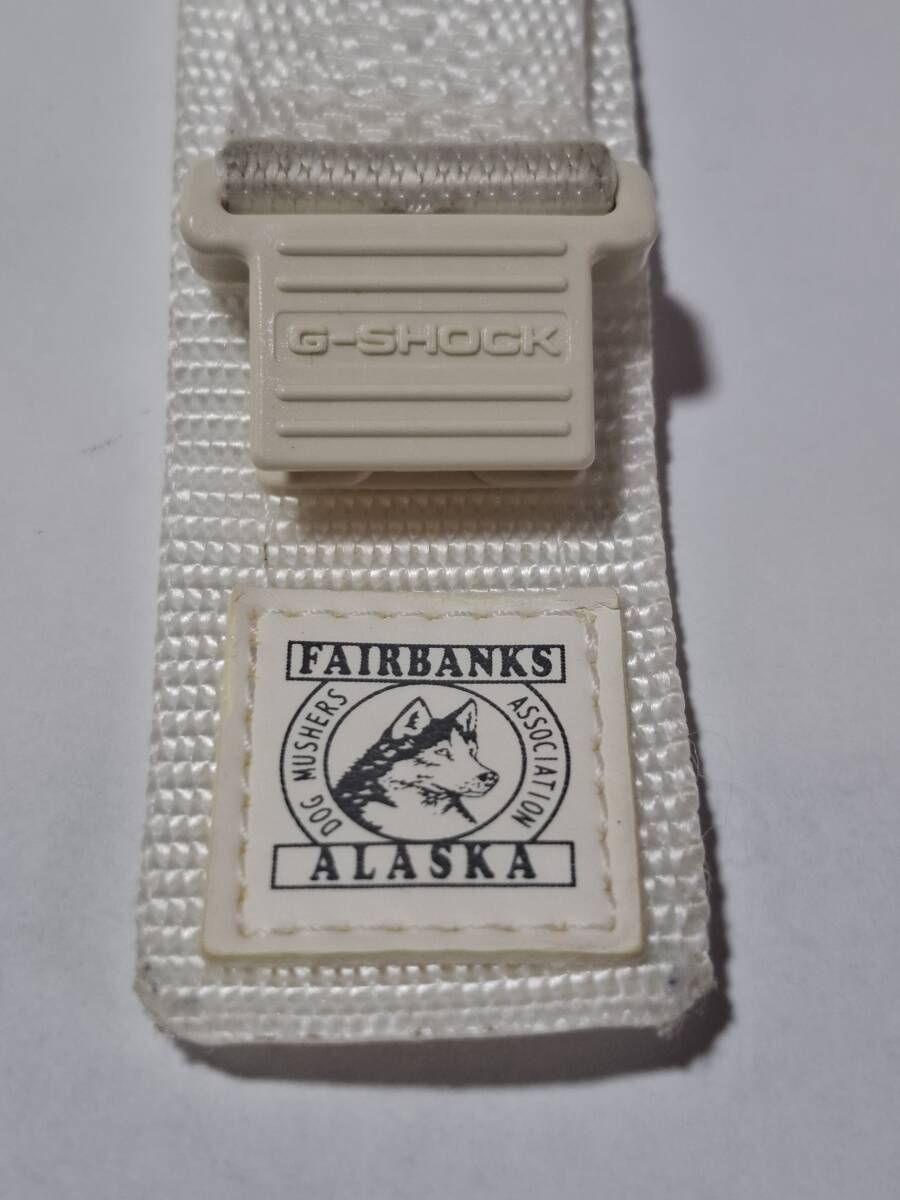 G-SHOCK
FAIRBANKS
DOG MUSHERS ASSOCIATION
ALASKA